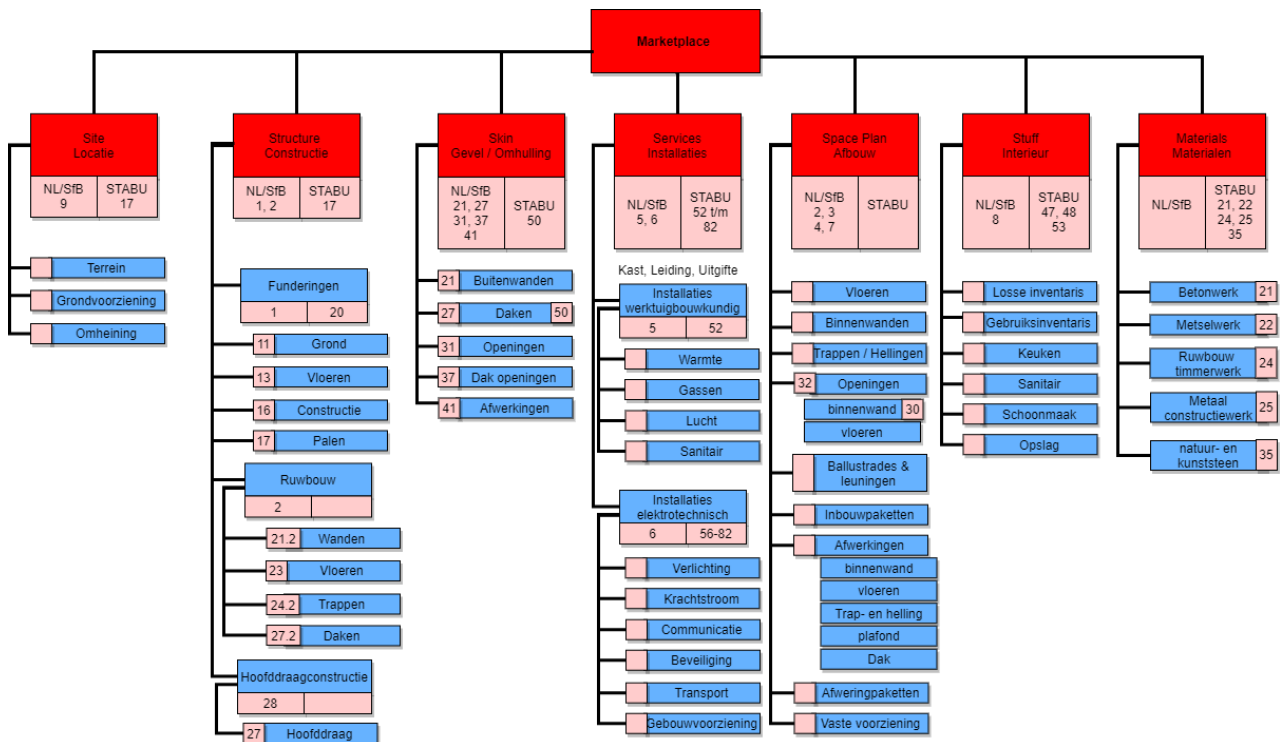 Marketplace
Site
Locatie
NL/SfB
9
STABU
17
Terrein
Grondvoorziening
Omheining
Structure
Constructie
NL/SfB
1, 2
STABU
17
Funderingen
1
20
11
Grond
13
Vloeren
16
Constructie
17
Palen
Ruwbouw
2
21.2
Wanden
23
Vloeren
24.2
Trappen
27.2
Daken
Hoofddraagconstructie
28
27
Hoofddraag
Skin
Gevel / Omhulling
NL/SfB
21, 27
31, 37
41
STABU
50
21
Buitenwanden
27
Daken
50
31
Openingen
37
Dak openingen
41
Afwerkingen
Services
Installaties
NL/SfB
5, 6
STABU
52 t/m
82
Kast, Leiding, Uitgifte
Installaties
werktuigbouwkundig
5
52
Warmte
Gassen
Lucht
Sanitair
Installaties
elektrotechnisch
6
56-82
Verlichting
Krachtstroom
Communicatie
Beveiliging
Transport
Gebouwvoorziening
Space Plan
Afbouw
NL/SfB
2, 3
4, 7
STABU
Vloeren
Binnenwanden
Trappen / Hellingen
32
Openingen
binnenwand
30
vloeren
Ballustrades &
leuningen
Inbouwpaketten
Afwerkingen
binnenwand
vloeren
Trap- en helling
plafond
Dak
Afweringpaketten
Vaste voorziening
Stuff
Interieur
NL/SfB
8
STABU
47, 48
53
Losse inventaris
Gebruiksinventaris
Keuken
Sanitair
Schoonmaak
Opslag
Materials
Materialen
NL/SfB
STABU
21, 22
24, 25
35
Betonwerk
21
Metselwerk
22
Ruwbouw
timmerwerk
24
Metaal
constructiewerk
25
natuur- en
kunststeen
35